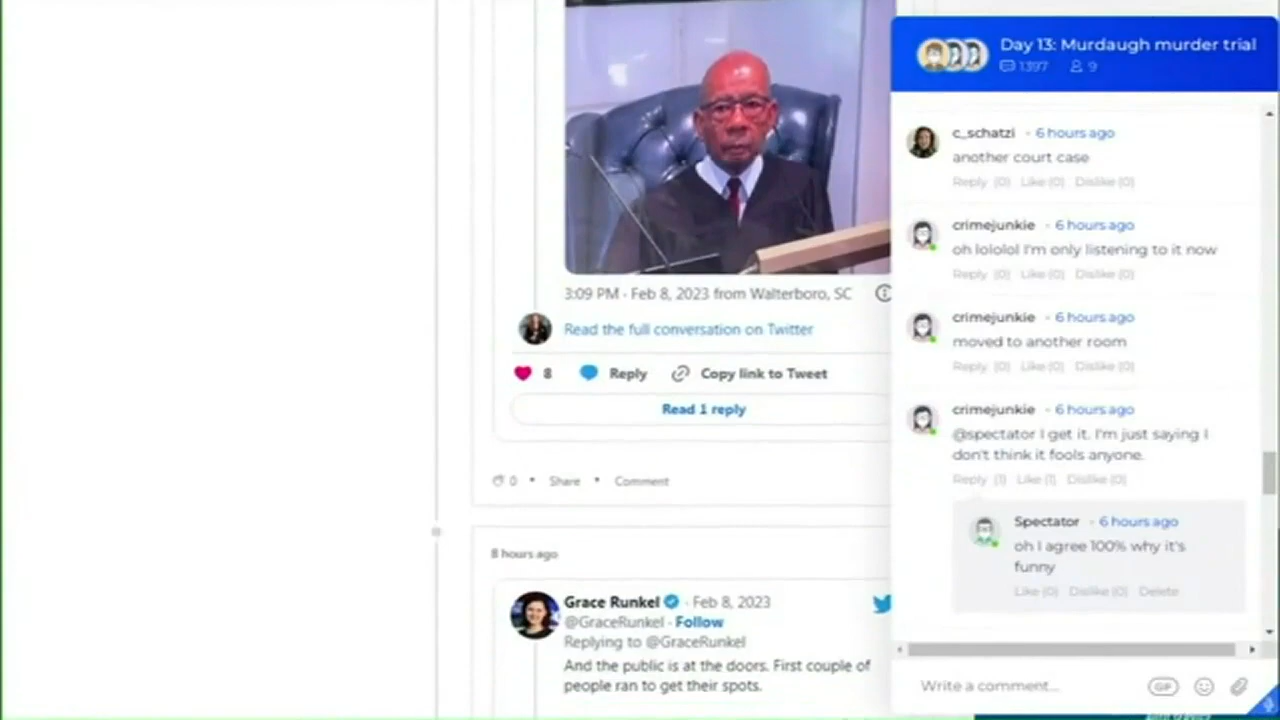 3:09 PM · Feb 8, 2023 from Walterboro, SC
Read the full conversation on Twitter
8 Reply Copy link to Tweet
Read 1 reply
0 • Share • Comment
8 hours ago
Grace Runkel · Feb 8, 2023
@GraceRunkel · Follow
Replying to @GraceRunkel
And the public is at the doors. First couple of
people ran to get their spots.
Day 13: Murdaugh murder trial
1397 9
c_schatzi - 6 hours ago
another court case
Reply (0) Like (0) Dislike (0)
crimejunkie - 6 hours ago
oh lololol I'm only listening to it now
Reply (0) Like (0) Dislike (0)
crimejunkie - 6 hours ago
moved to another room
Reply (0) Like (0) Dislike (0)
crimejunkie - 6 hours ago
@spectator I get it. I'm just saying I
don't think it fools anyone.
Reply (1) Like (1) Dislike (0)
Spectator - 6 hours ago
oh I agree 100% why it's
funny
Like (0) Dislike (0) Delete
Write a comment...
GIF